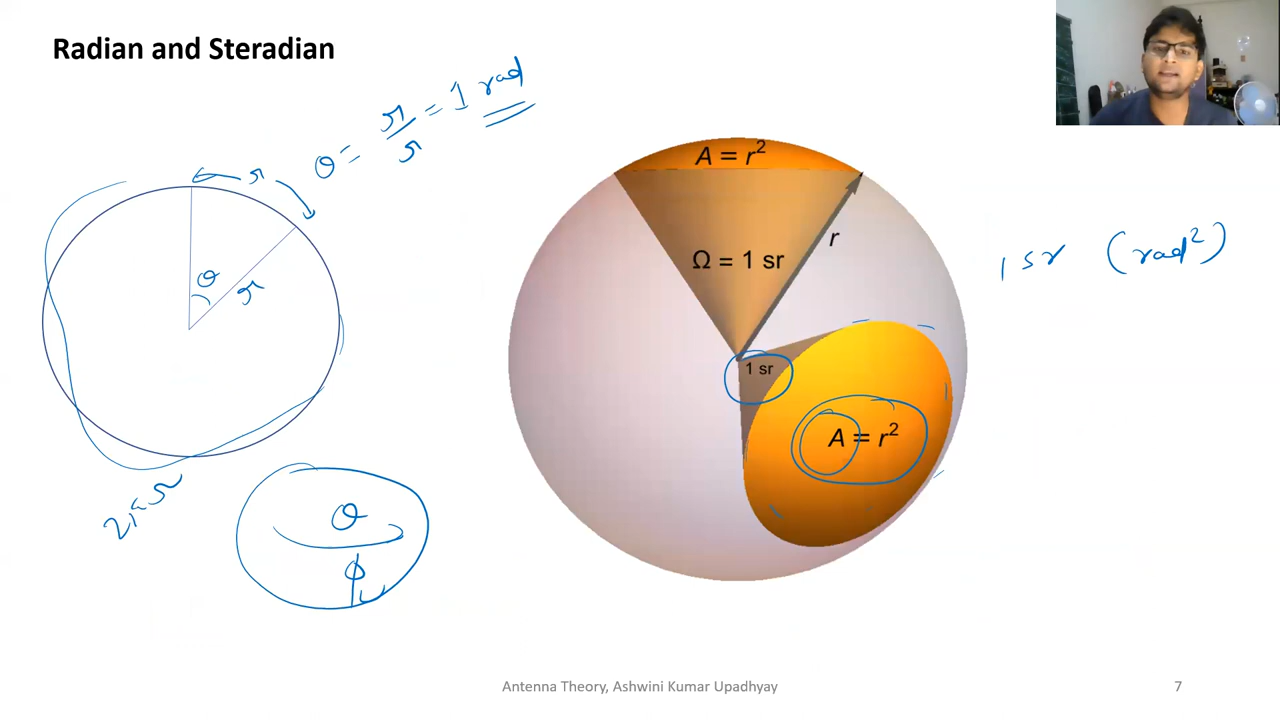 Radian and Steradian
θ = r/r = 1 rad
r
θ
r
2πr
θ
φ
A = r²
Ω = 1 sr
r
1 sr
A = r²
1 sr (rad²)
Antenna Theory, Ashwini Kumar Upadhyay
7